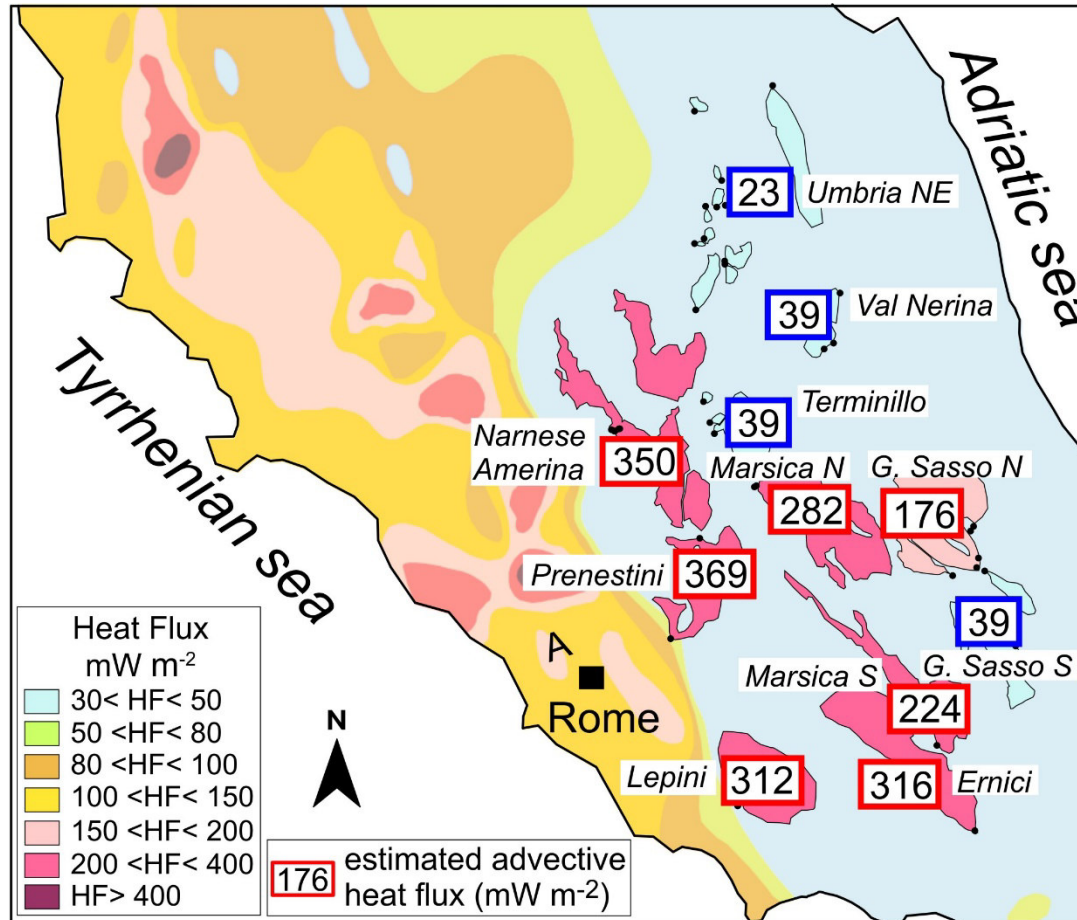 Adriatic sea
23
Umbria NE
39
Val Nerina
Tyrrhenian sea
Terminillo
39
Narnese
Amerina
350
Marsica N
G. Sasso N
282
176
Prenestini
369
39
G. Sasso S
Marsica S
224
A
Rome
Lepini
312
316
Ernici
N
Heat Flux
mW m-2
30< HF< 50
50 <HF< 80
80 <HF< 100
100 <HF< 150
150 <HF< 200
200 <HF< 400
HF> 400
176
estimated advective
heat flux (mW m-2)